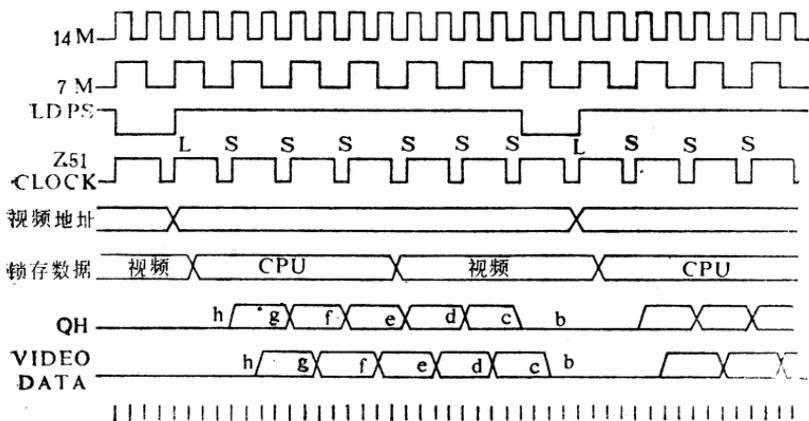 14M
7M
LDPS
L S S S S S S L S S S
Z51
CLOCK
视频地址
锁存数据 视频 CPU 视频 CPU
QH h g f e d c b
VIDEO
DATA h g f e d c b